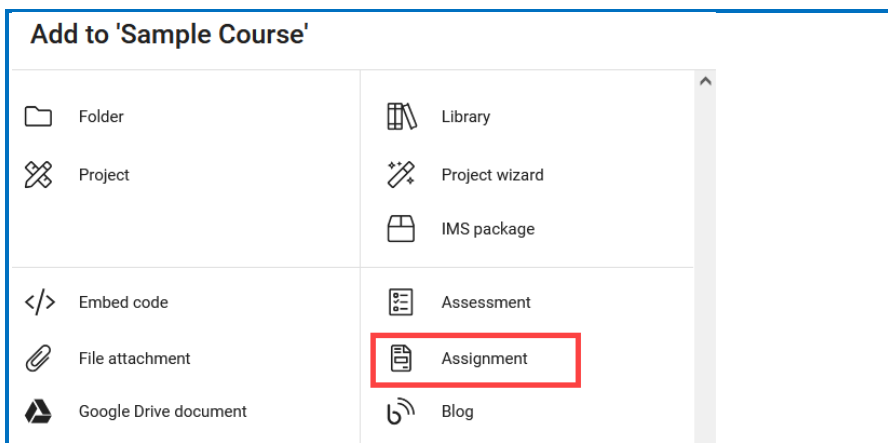 Add to 'Sample Course'
Folder
Library
Project
Project wizard
IMS package
Embed code
Assessment
File attachment
Assignment
Google Drive document
Blog